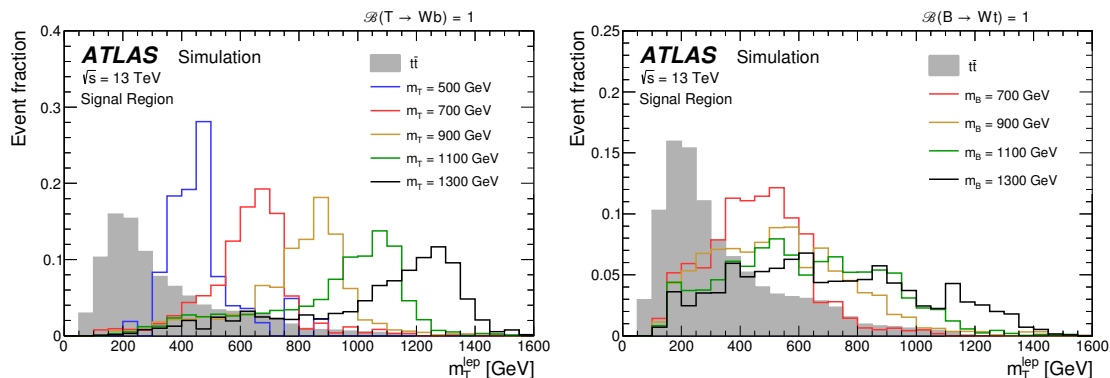 ℬ(T → Wb) = 1
Event fraction
0.4
0.3
0.2
0.1
0
ATLAS Simulation
√s = 13 TeV
Signal Region
tt̄
m_T = 500 GeV
m_T = 700 GeV
m_T = 900 GeV
m_T = 1100 GeV
m_T = 1300 GeV
0 200 400 600 800 1000 1200 1400 1600
m_T^lep [GeV]
ℬ(B → Wt) = 1
Event fraction
0.25
0.20
0.15
0.10
0.05
0.00
ATLAS Simulation
√s = 13 TeV
Signal Region
tt̄
m_B = 700 GeV
m_B = 900 GeV
m_B = 1100 GeV
m_B = 1300 GeV
0 200 400 600 800 1000 1200 1400 1600
m_T^lep [GeV]